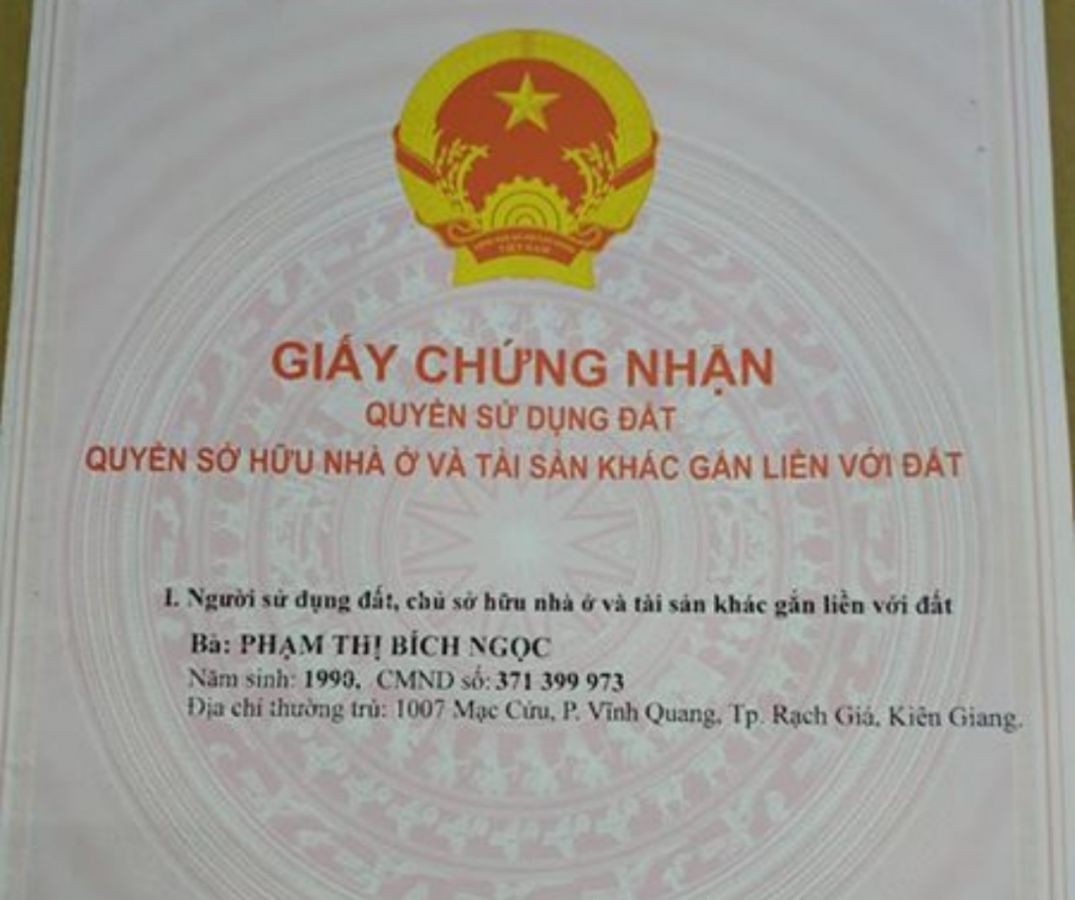 GIẤY CHỨNG NHẬN
QUYỀN SỬ DỤNG ĐẤT
QUYỀN SỞ HỮU NHÀ Ở VÀ TÀI SẢN KHÁC GẮN LIỀN VỚI ĐẤT
I. Người sử dụng đất, chủ sở hữu nhà ở và tài sản khác gắn liền với đất
Bà: PHẠM THỊ BÍCH NGỌC
Năm sinh: 1990, CMND số: 371 399 973
Địa chỉ thường trú: 1007 Mạc Cửu, P. Vĩnh Quang, Tp. Rạch Giá, Kiên Giang.